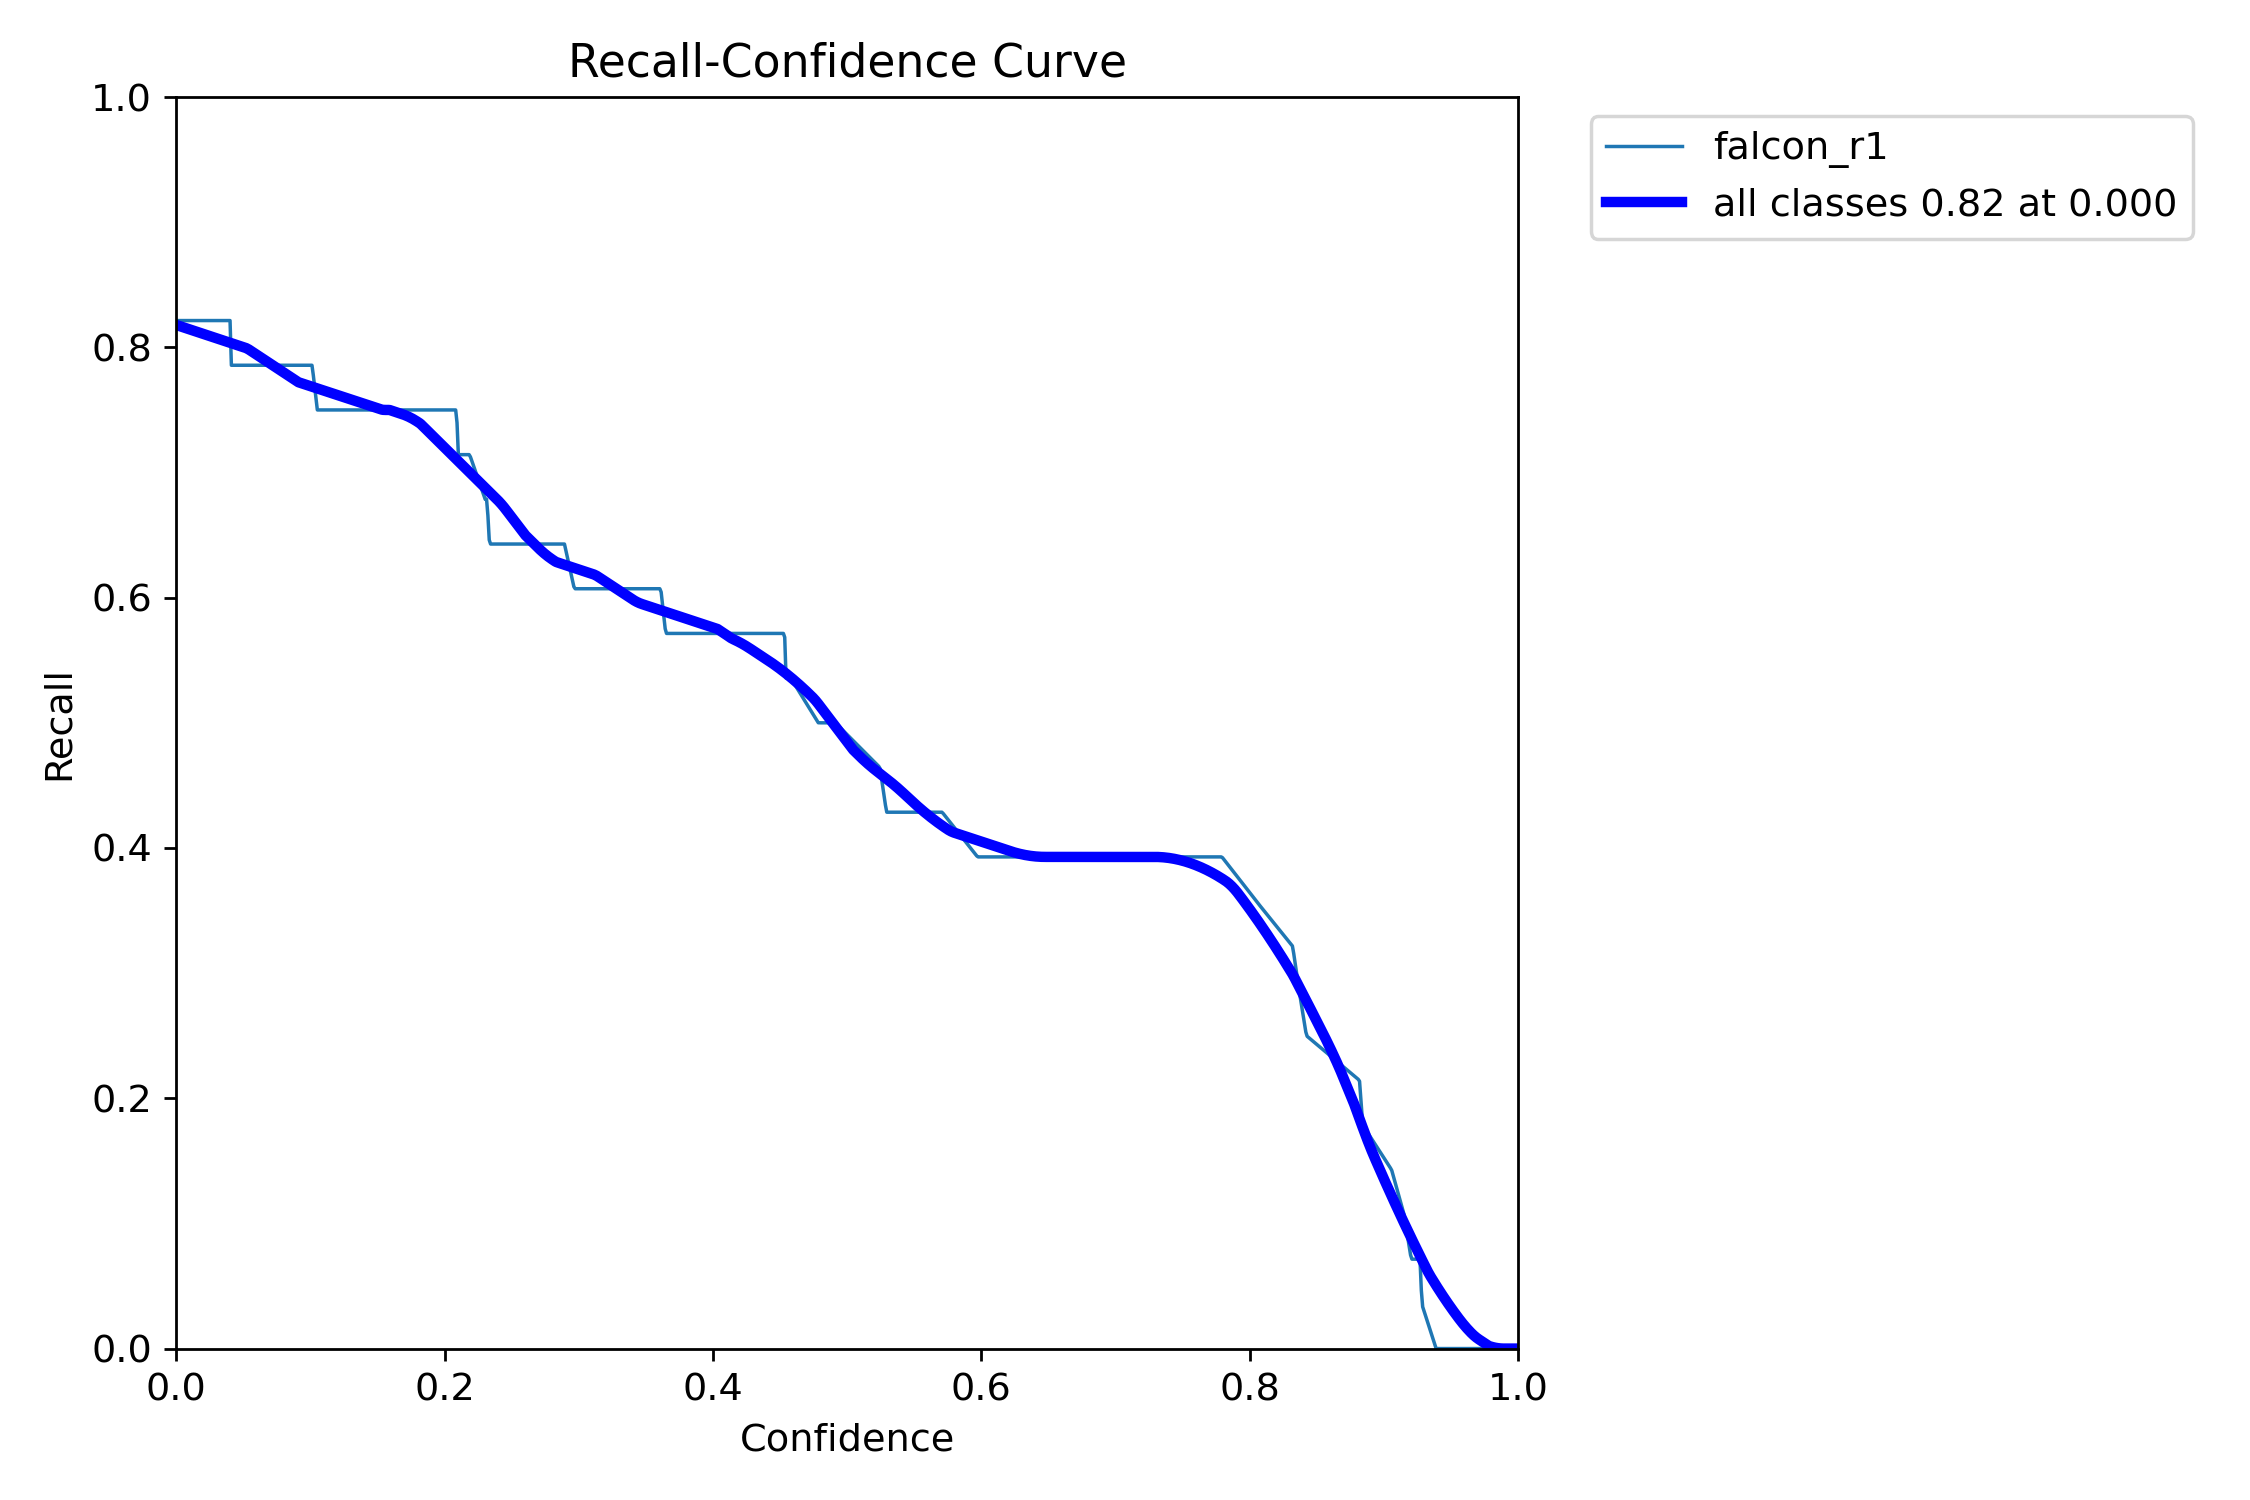 Recall-Confidence Curve
1.0
0.8
0.6
0.4
0.2
0.0
Recall
0.0 0.2 0.4 0.6 0.8 1.0
Confidence
falcon_r1
all classes 0.82 at 0.000